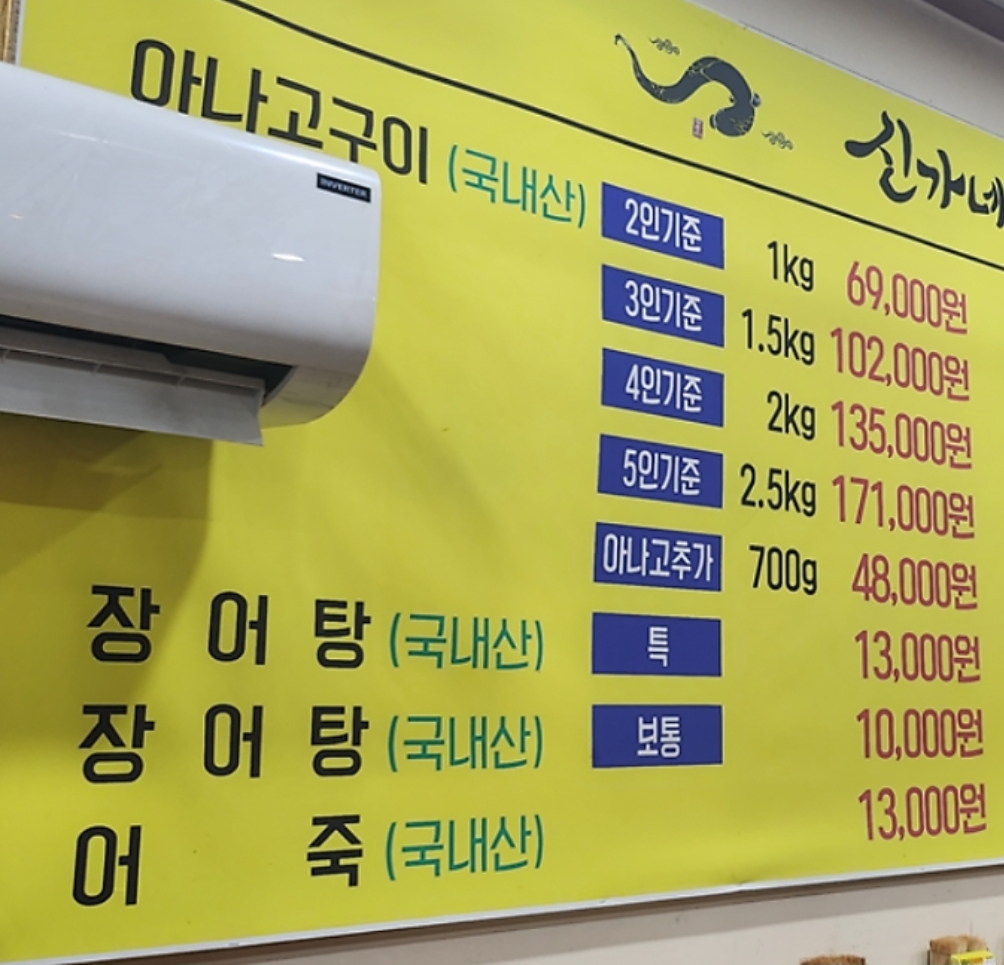 신가네
INVERTER
아나고구이 (국내산) 2인기준 1kg 69,000원
3인기준 1.5kg 102,000원
4인기준 2kg 135,000원
5인기준 2.5kg 171,000원
아나고추가 700g 48,000원
장 어 탕 (국내산) 특 13,000원
장 어 탕 (국내산) 보통 10,000원
어 죽 (국내산) 13,000원